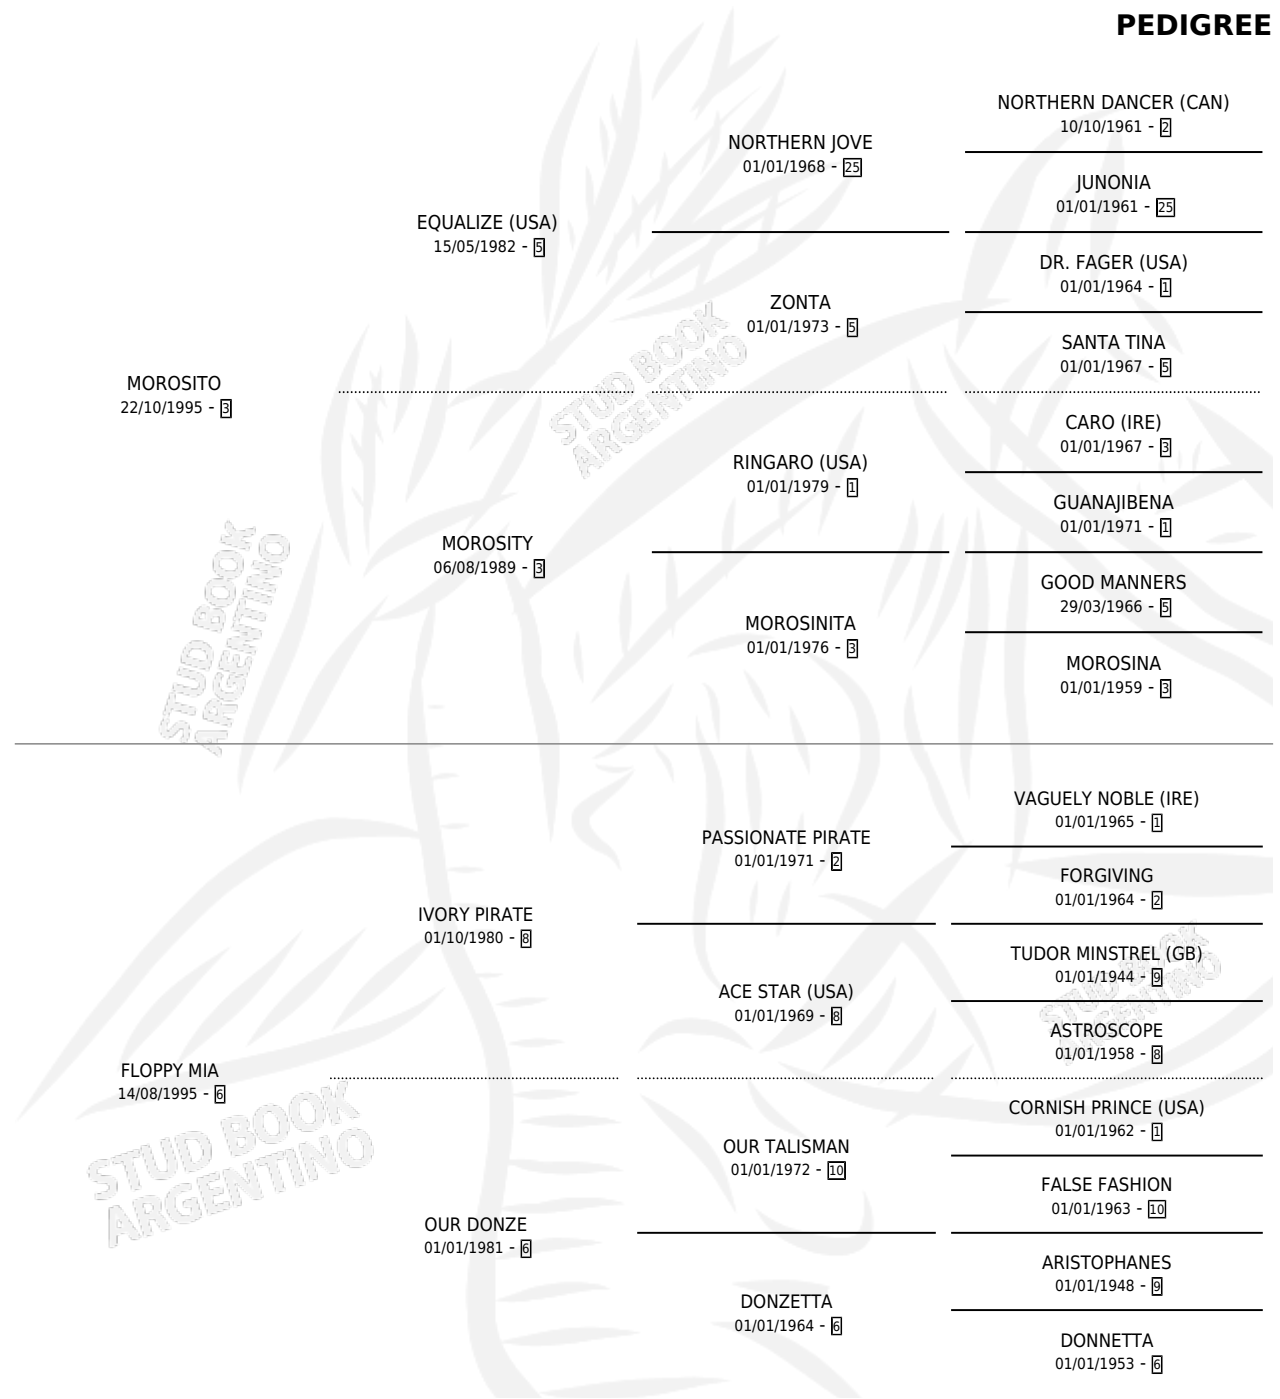 PEDIGREE
NORTHERN DANCER (CAN)
10/10/1961 - 2
NORTHERN JOVE
01/01/1968 - 25
JUNONIA
01/01/1961 - 25
EQUALIZE (USA)
15/05/1982 - 5
DR. FAGER (USA)
01/01/1964 - 1
ZONTA
01/01/1973 - 5
SANTA TINA
01/01/1967 - 5
MOROSITO
22/10/1995 - 3
CARO (IRE)
01/01/1967 - 3
RINGARO (USA)
01/01/1979 - 1
GUANAJIBENA
01/01/1971 - 1
MOROSITY
06/08/1989 - 3
GOOD MANNERS
29/03/1966 - 5
MOROSINITA
01/01/1976 - 3
MOROSINA
01/01/1959 - 3
VAGUELY NOBLE (IRE)
01/01/1965 - 1
PASSIONATE PIRATE
01/01/1971 - 2
FORGIVING
01/01/1964 - 2
IVORY PIRATE
01/10/1980 - 8
TUDOR MINSTREL (GB)
01/01/1944 - 9
ACE STAR (USA)
01/01/1969 - 8
ASTROSCOPE
01/01/1958 - 8
FLOPPY MIA
14/08/1995 - 6
CORNISH PRINCE (USA)
01/01/1962 - 1
OUR TALISMAN
01/01/1972 - 10
FALSE FASHION
01/01/1963 - 10
OUR DONZE
01/01/1981 - 6
ARISTOPHANES
01/01/1948 - 9
DONZETTA
01/01/1964 - 6
DONNETTA
01/01/1953 - 6
STUD BOOK
ARGENTINO
STUD BOOK
ARGENTINO
STUD BOOK
ARGENTINO
STUD BOOK
ARGENTINO